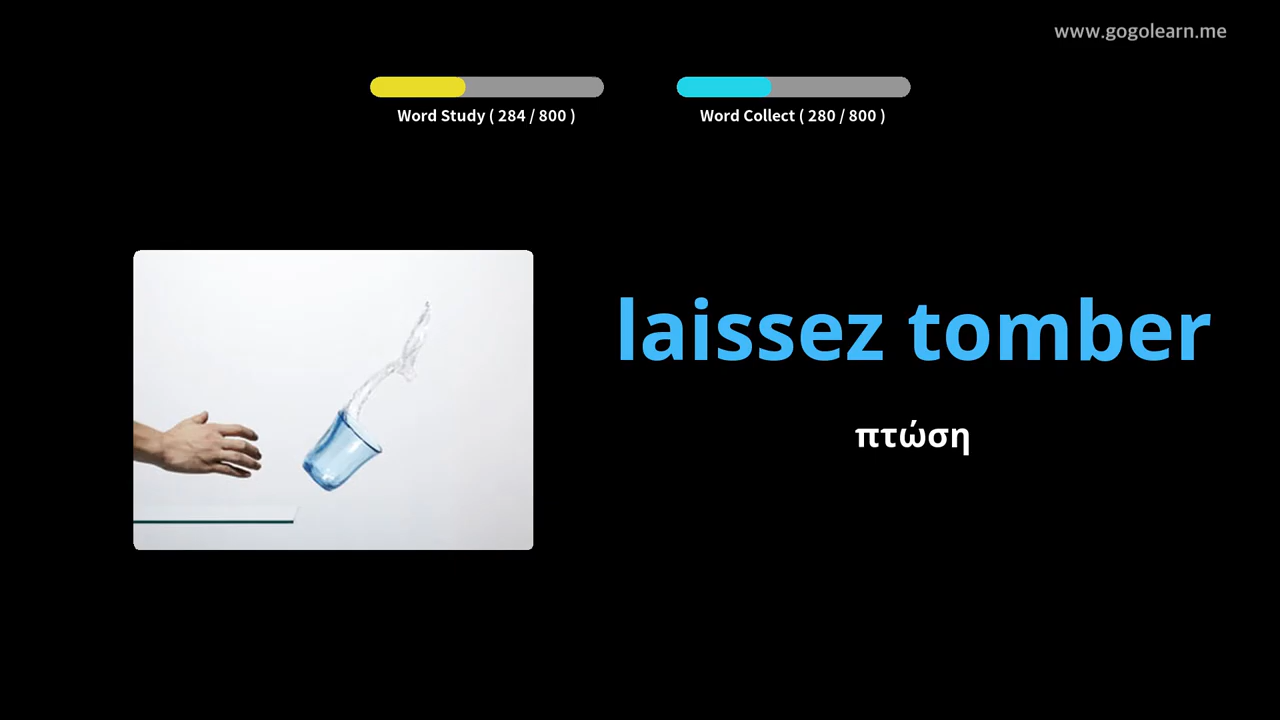 www.gogolearn.me
Word Study ( 284 / 800 )
Word Collect ( 280 / 800 )
laissez tomber
πτώση